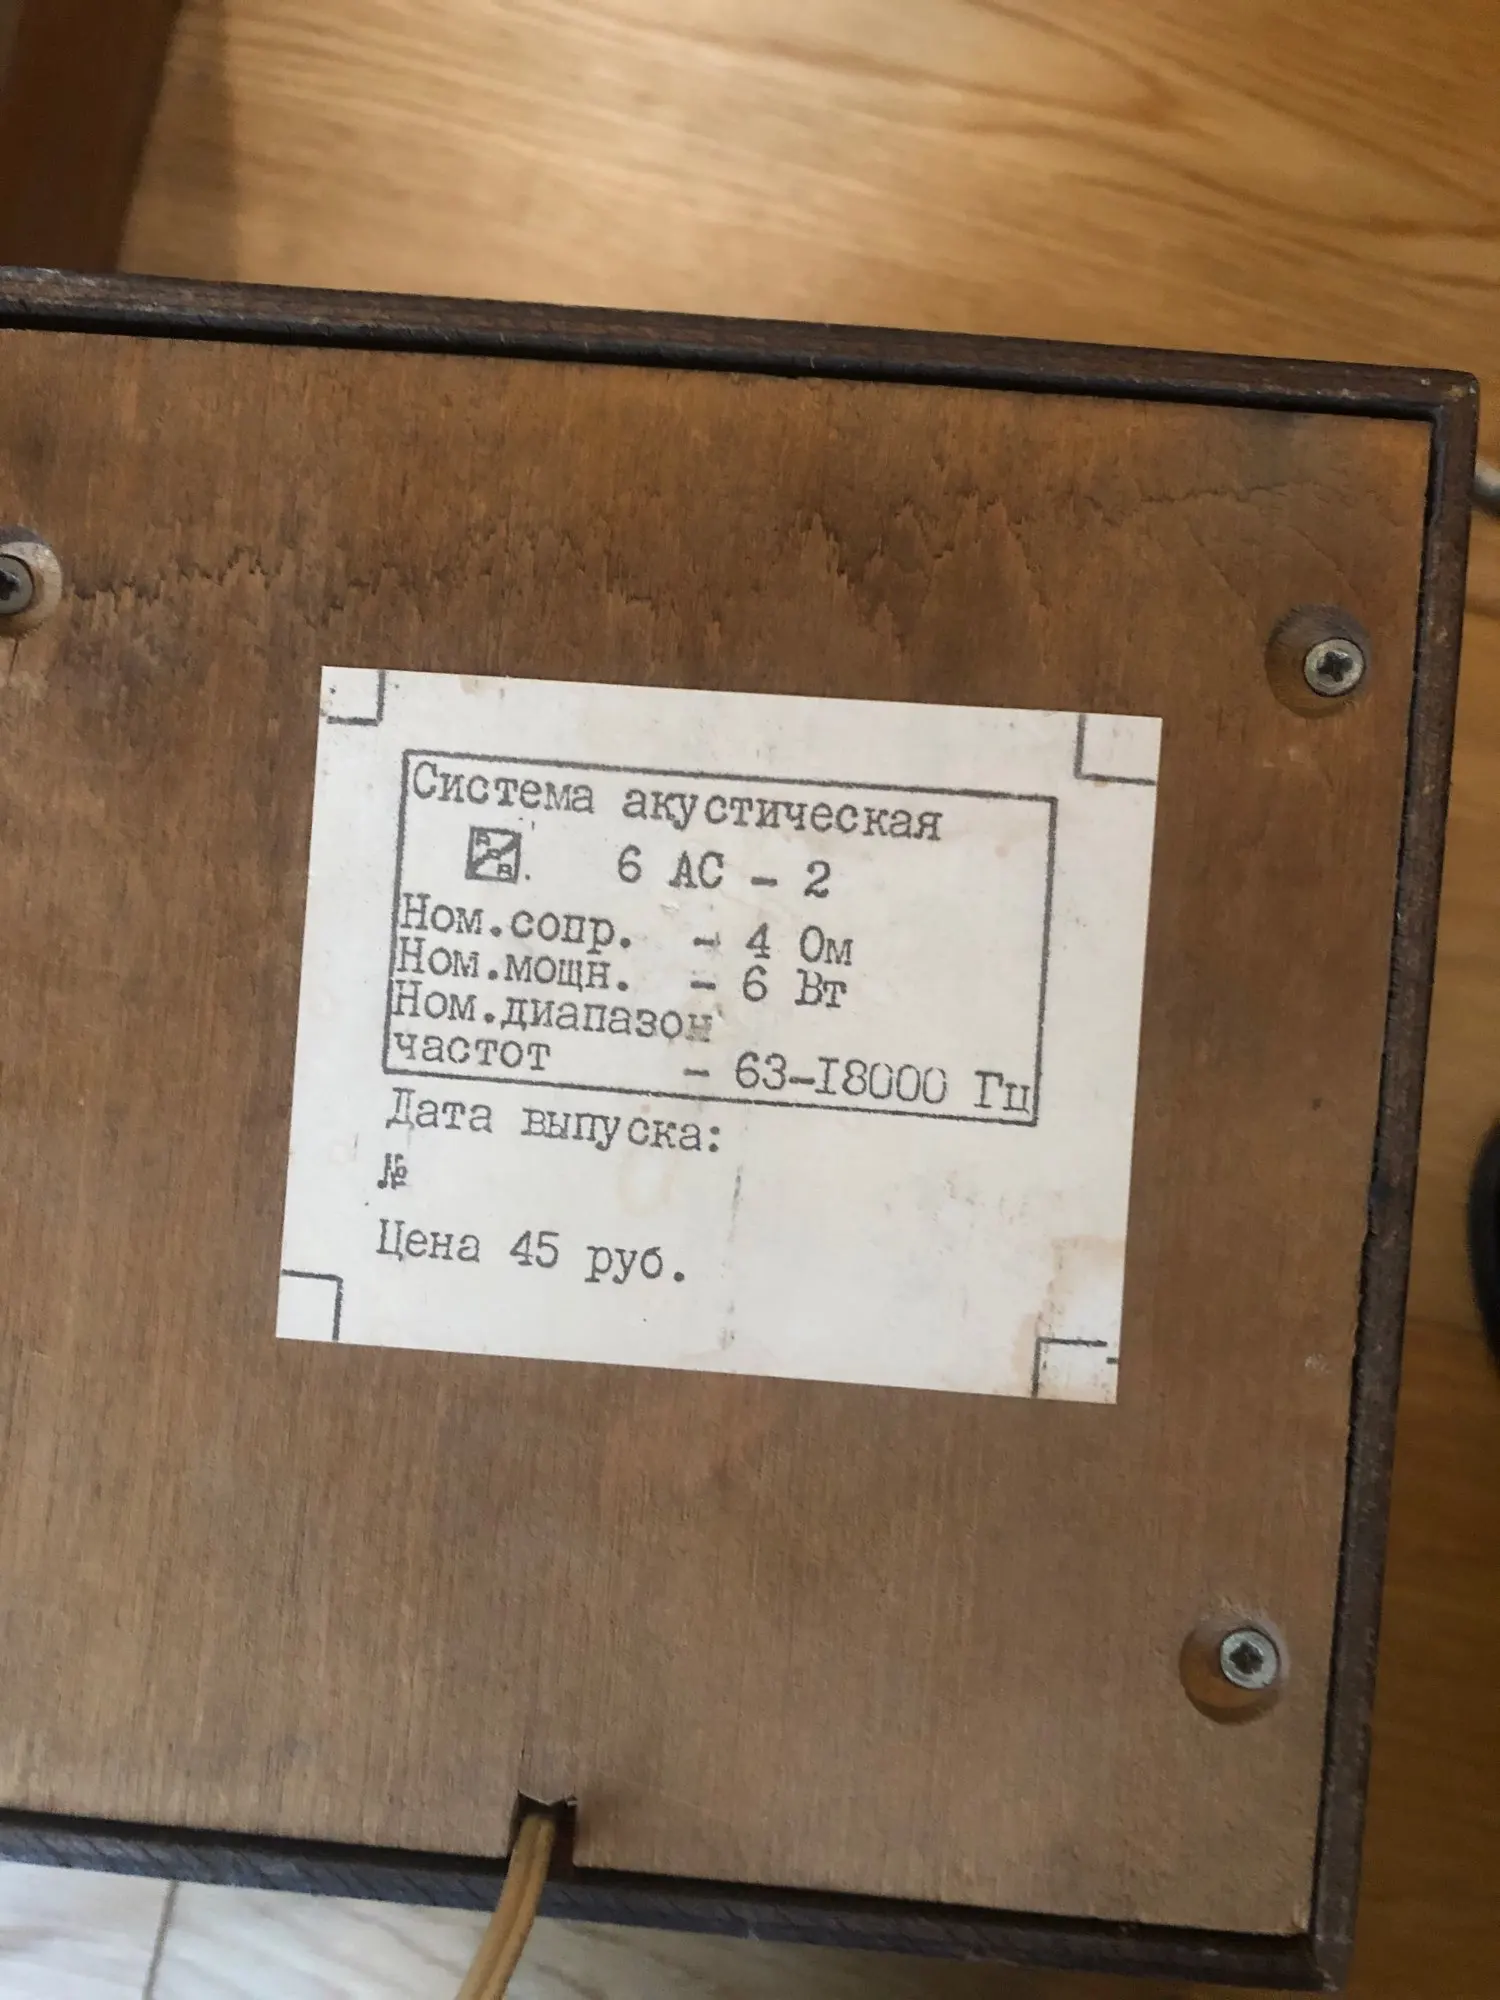 Система акустическая
6 АС - 2
Ном.сопр. - 4 Ом
Ном.мощн. - 6 Вт
Ном.диапазон
частот - 63-I8000 Гц
Дата выпуска:
№
Цена 45 руб.